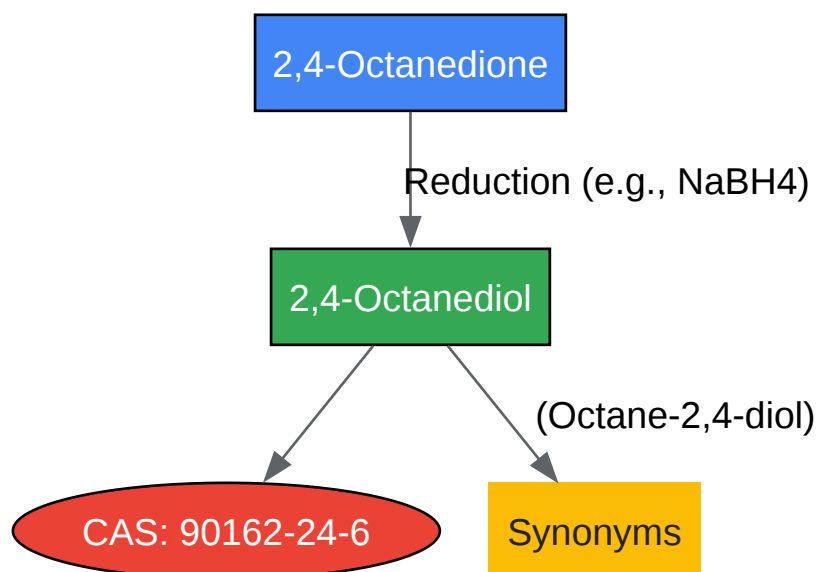 2,4-Octanedione
Reduction (e.g., NaBH4)
2,4-Octanediol
(Octane-2,4-diol)
CAS: 90162-24-6
Synonyms